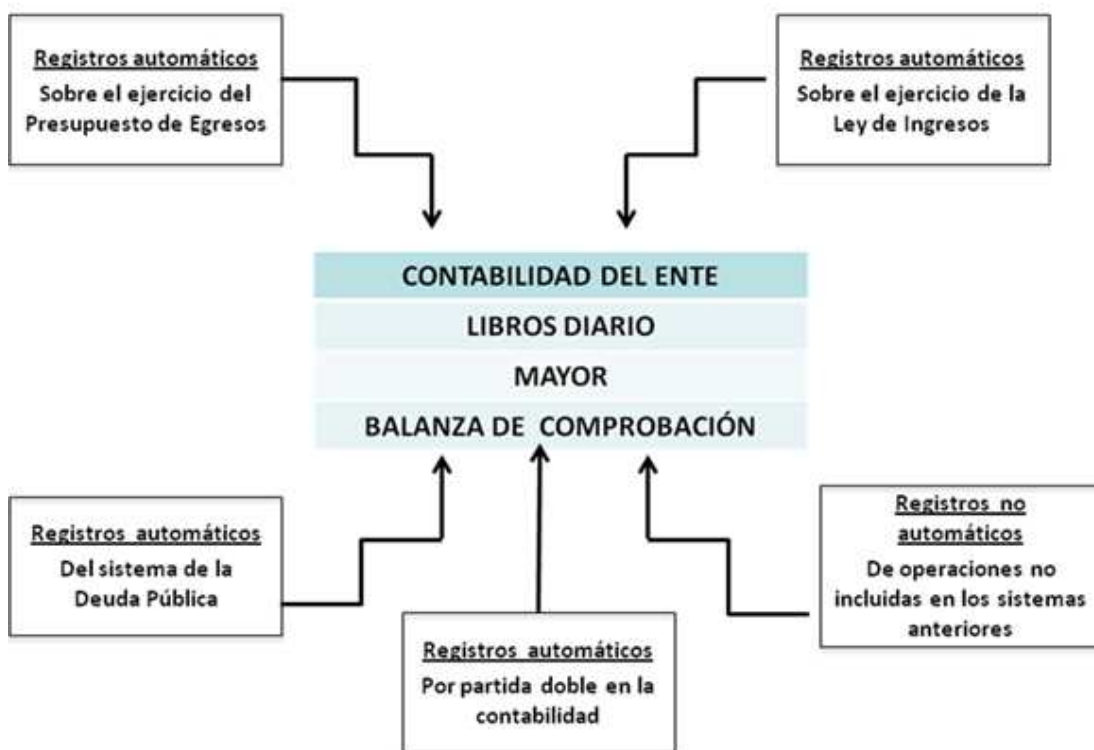 Registros automáticos
Sobre el ejercicio del
Presupuesto de Egresos
Registros automáticos
Sobre el ejercicio de la
Ley de Ingresos
CONTABILIDAD DEL ENTE
LIBROS DIARIO
MAYOR
BALANZA DE COMPROBACIÓN
Registros automáticos
Del sistema de la
Deuda Pública
Registros automáticos
Por partida doble en la
contabilidad
Registros no
automáticos
De operaciones no
incluidas en los sistemas
anteriores